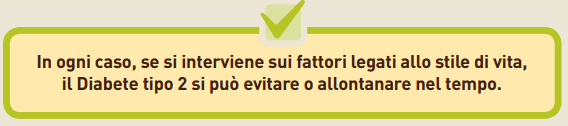 In ogni caso, se si interviene sui fattori legati allo stile di vita,
il Diabete tipo 2 si può evitare o allontanare nel tempo.